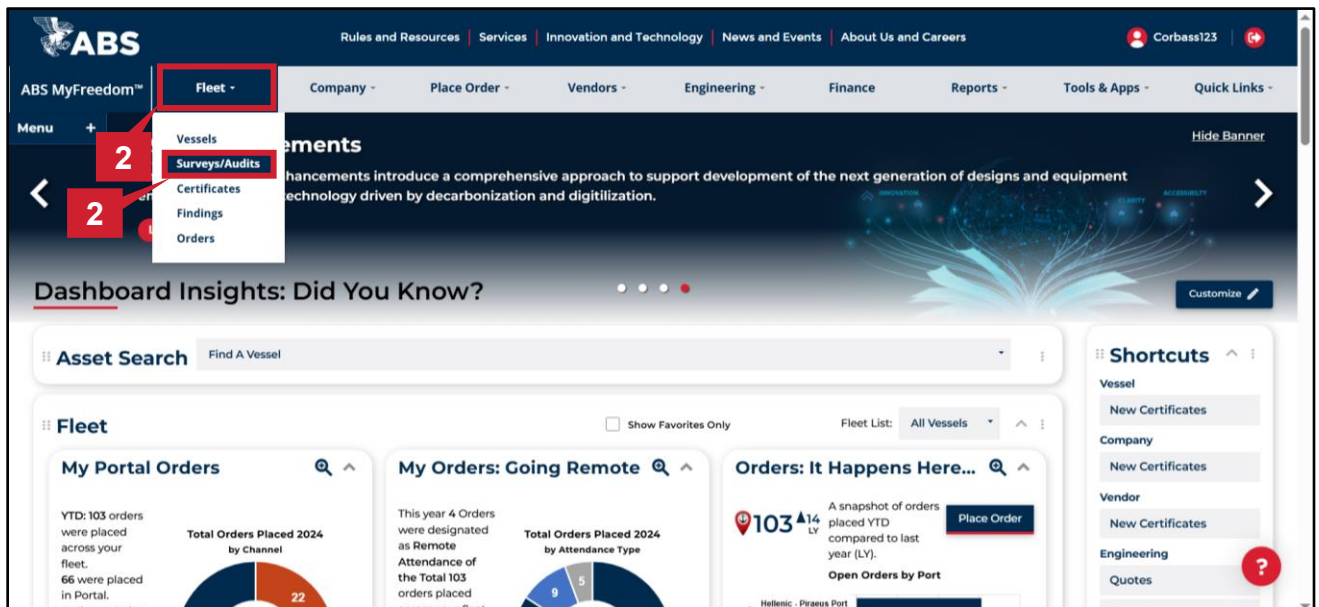 ABS
Rules and Resources
Services
Innovation and Technology
News and Events
About Us and Careers
Corbass123
ABS MyFreedom™
Fleet
Company
Place Order
Vendors
Engineering
Finance
Reports
Tools & Apps
Quick Links
Menu +
2
Vessels
Surveys/Audits
Certificates
Findings
Orders
2
ements
Hide Banner
hancements introduce a comprehensive approach to support development of the next generation of designs and equipment
echnology driven by decarbonization and digitilization.
INNOVATION
CLARITY
ACCESSIBILITY
Dashboard Insights: Did You Know?
Customize
Asset Search
Find A Vessel
Shortcuts
Vessel
New Certificates
Company
New Certificates
Vendor
New Certificates
Engineering
Quotes
?
Fleet
Show Favorites Only
Fleet List:
All Vessels
My Portal Orders
YTD: 103 orders
were placed
across your
fleet.
66 were placed
in Portal.
Total Orders Placed 2024
by Channel
22
My Orders: Going Remote
This year 4 Orders
were designated
as Remote
Attendance of
the Total 103
orders placed
Total Orders Placed 2024
by Attendance Type
9
5
Orders: It Happens Here...
103
14
LY
A snapshot of orders
placed YTD
compared to last
year (LY).
Place Order
Open Orders by Port
Hellenic - Piraeus Port